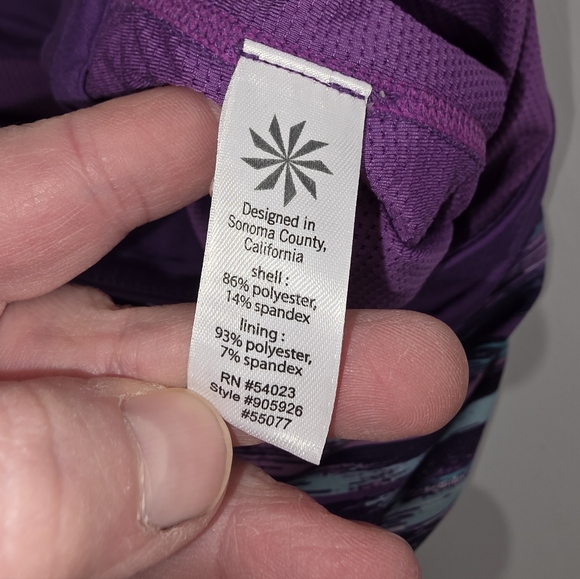 Designed in
Sonoma County,
California
shell :
86% polyester,
14% spandex
lining :
93% polyester,
7% spandex
RN #54023
Style #905926
#55077